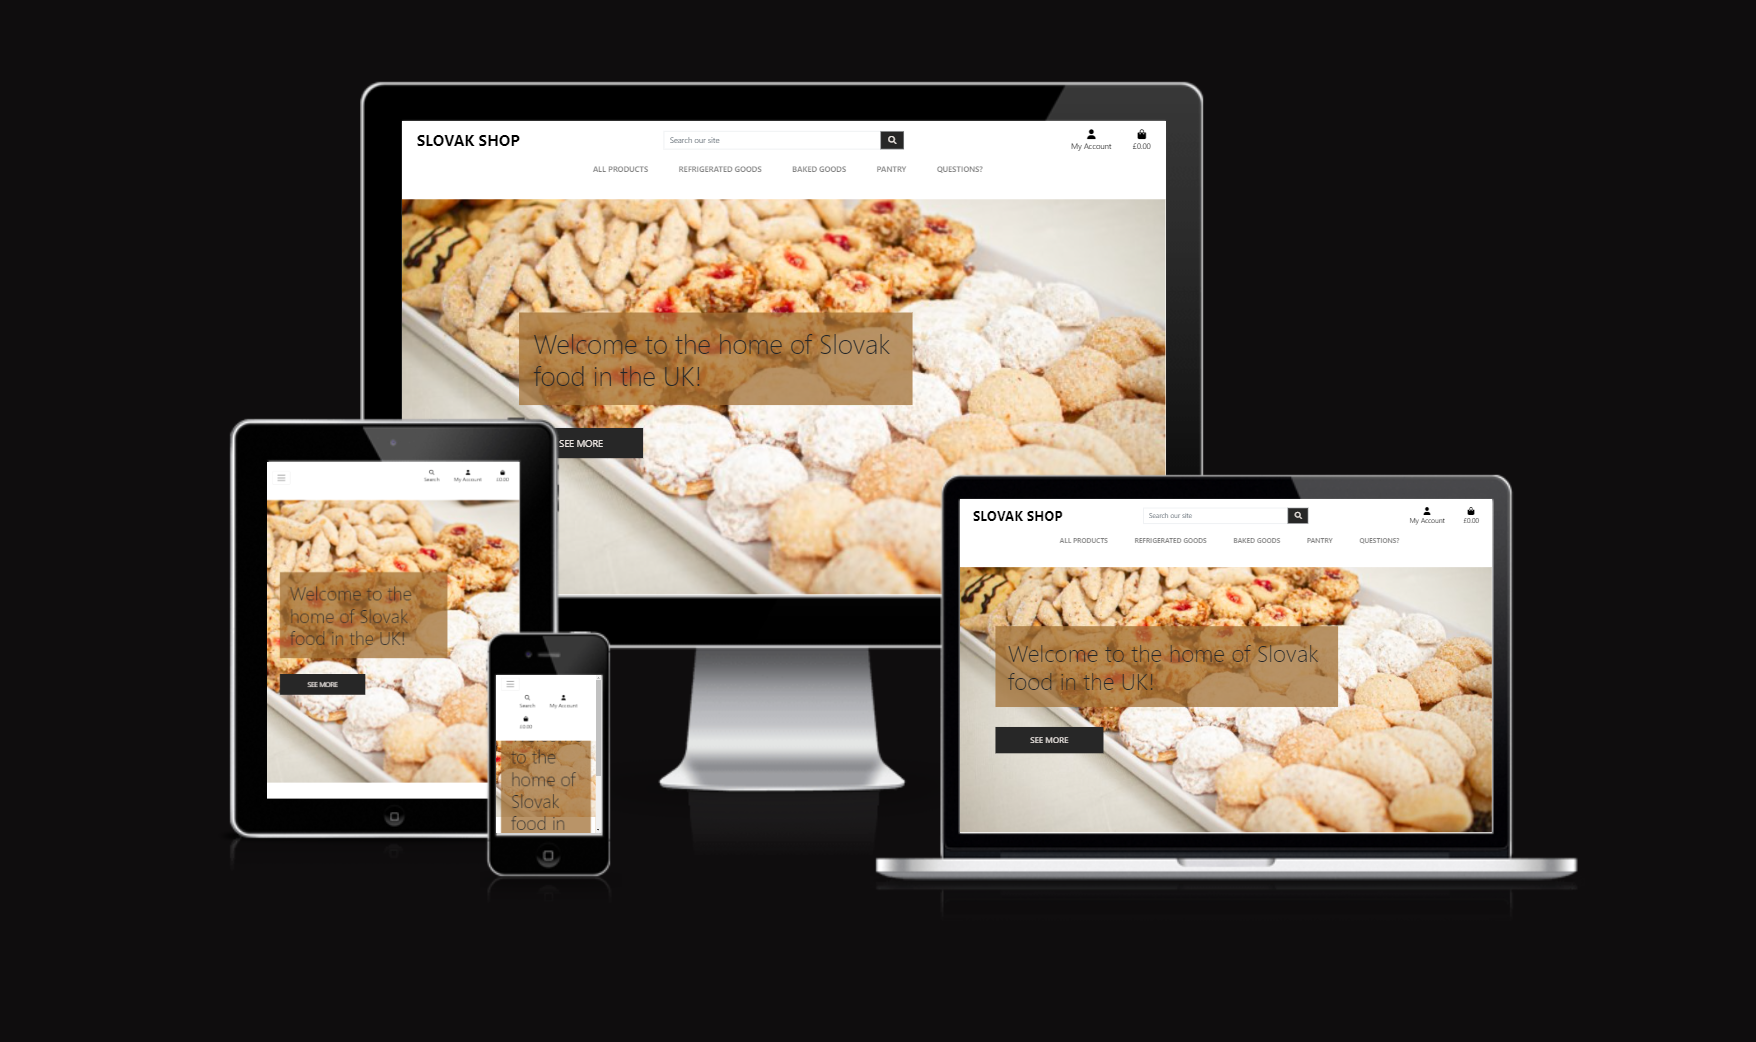 SLOVAK SHOP
Search our site
My Account
£0.00
ALL PRODUCTS REFRIGERATED GOODS BAKED GOODS PANTRY QUESTIONS?
Welcome to the home of Slovak
food in the UK!
SEE MORE
Search My Account £0.00
Welcome to the
home of Slovak
food in the UK!
SEE MORE
Search My Account
£0.00
to the
home of
Slovak
food in
SLOVAK SHOP
Search our site
My Account
£0.00
ALL PRODUCTS REFRIGERATED GOODS BAKED GOODS PANTRY QUESTIONS?
Welcome to the home of Slovak
food in the UK!
SEE MORE